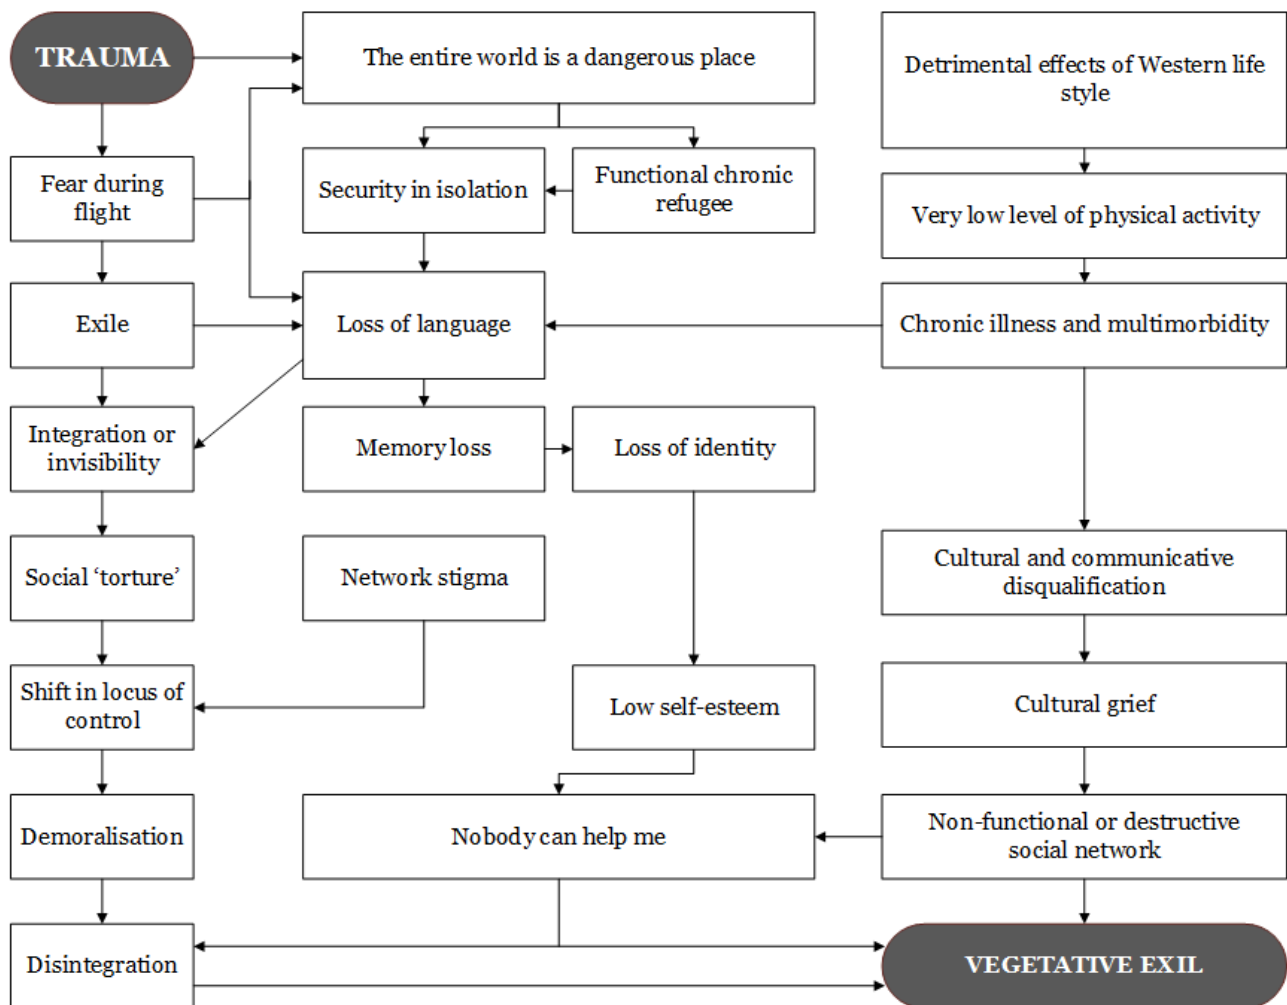 TRAUMA
The entire world is a dangerous place
Detrimental effects of Western life
style
Fear during
flight
Security in isolation
Functional chronic
refugee
Very low level of physical activity
Exile
Loss of language
Chronic illness and multimorbidity
Integration or
invisibility
Memory loss
Loss of identity
Social ‘torture’
Network stigma
Cultural and communicative
disqualification
Shift in locus of
control
Low self-esteem
Cultural grief
Demoralisation
Nobody can help me
Non-functional or destructive
social network
Disintegration
VEGETATIVE EXIL